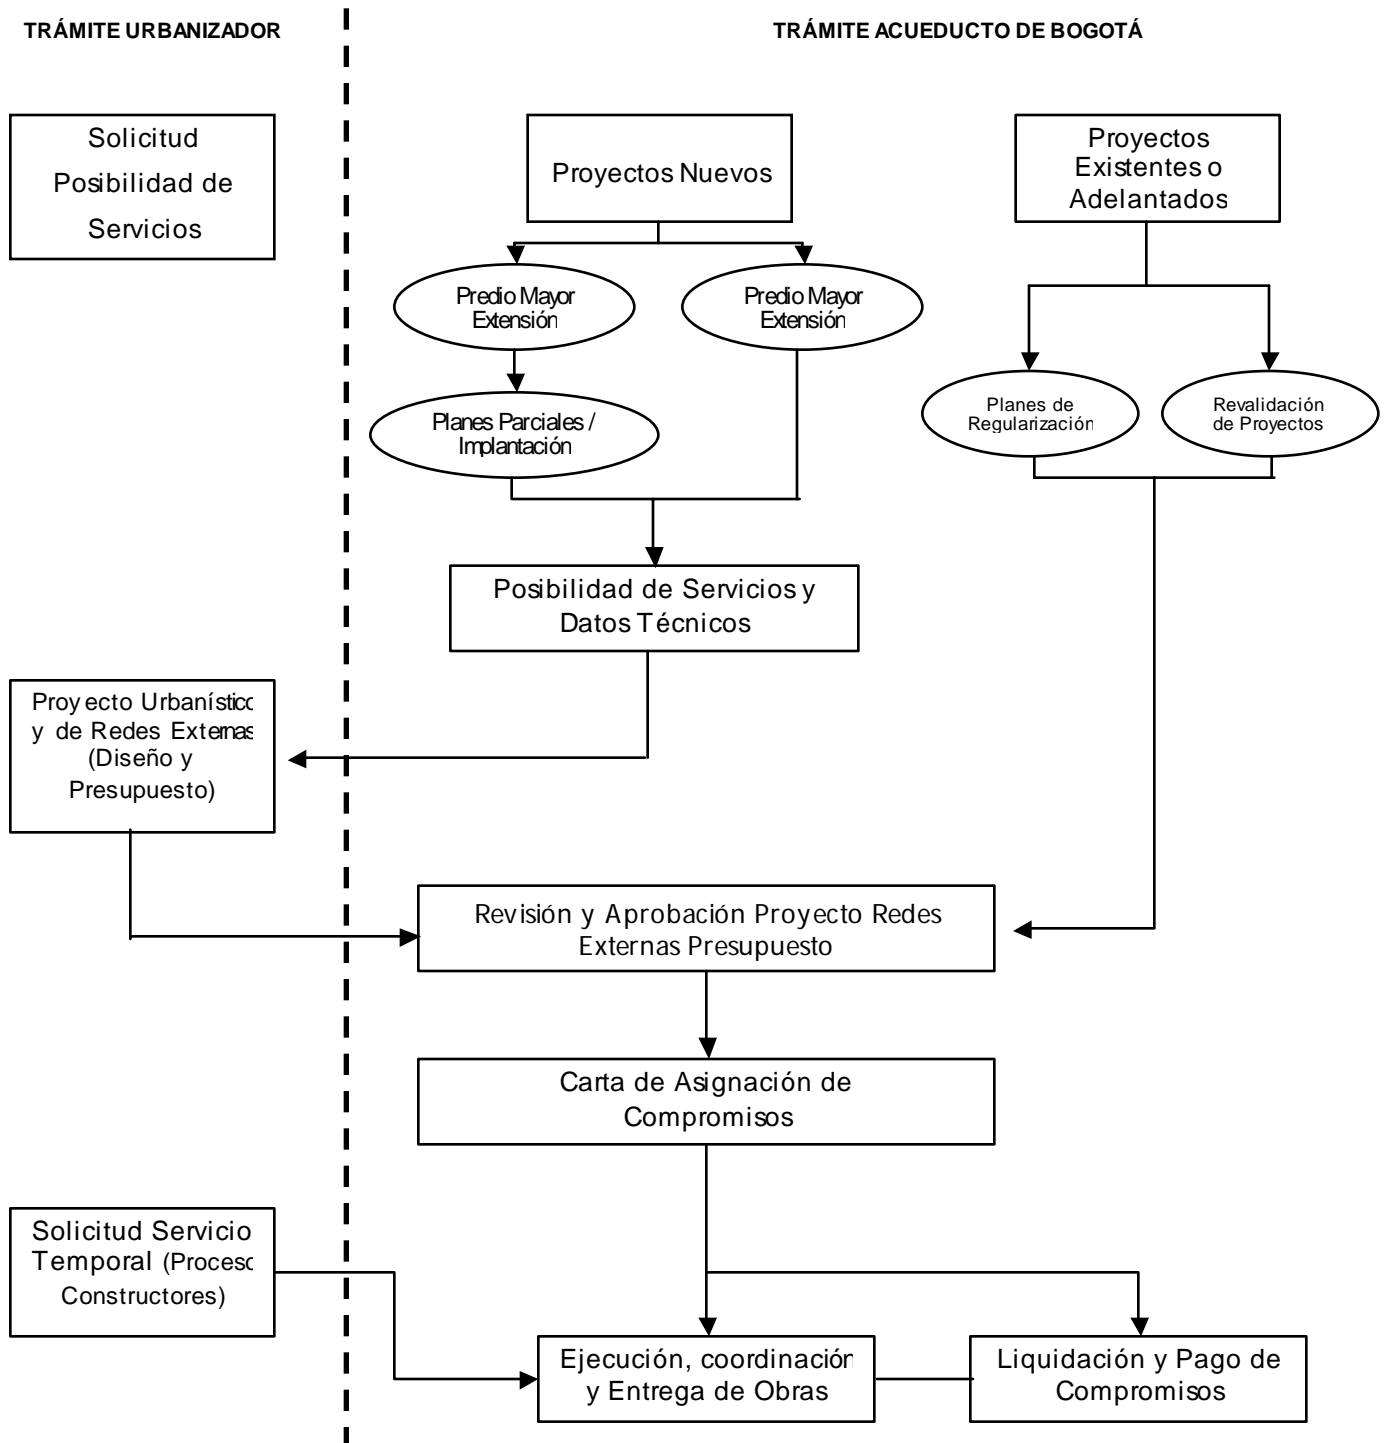 TRÁMITE URBANIZADOR
TRÁMITE ACUEDUCTO DE BOGOTÁ
Solicitud
Posibilidad de
Servicios
Proyectos Nuevos
Proyectos
Existentes o
Adelantados
Predio Mayor
Extensión
Predio Mayor
Extensión
Planes Parciales /
Implantación
Planes de
Regularización
Revalidación
de Proyectos
Posibilidad de Servicios y
Datos Técnicos
Proyecto Urbanístico
y de Redes Externas
(Diseño y
Presupuesto)
Revisión y Aprobación Proyecto Redes
Externas Presupuesto
Carta de Asignación de
Compromisos
Solicitud Servicio
Temporal (Proceso
Constructores)
Ejecución, coordinación
y Entrega de Obras
Liquidación y Pago de
Compromisos